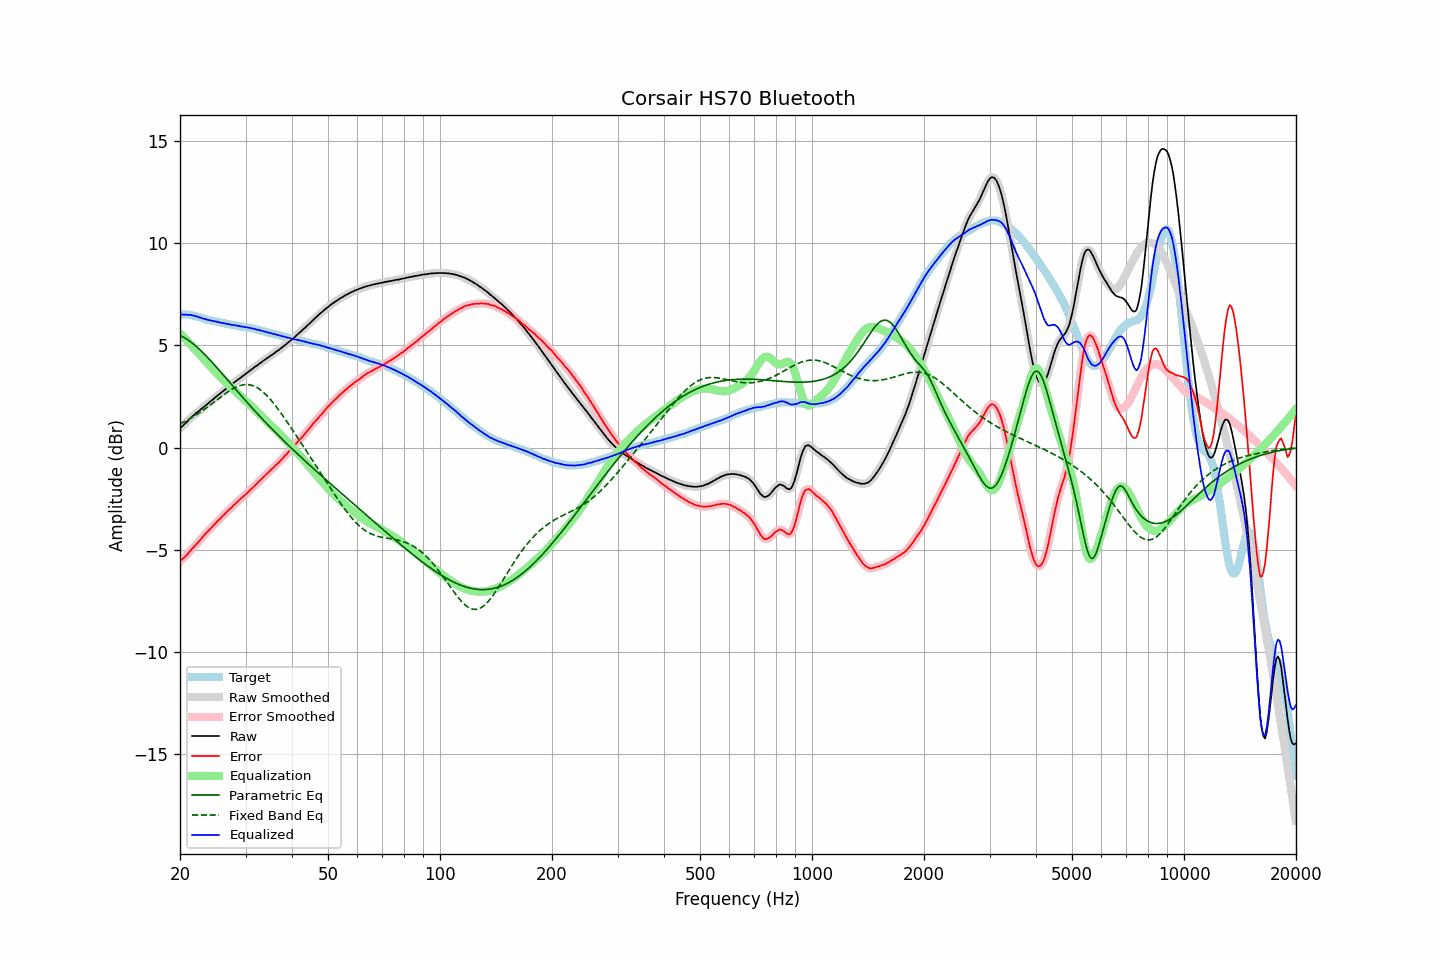 Corsair HS70 Bluetooth
15
10
5
0
−5
−10
−15
Amplitude (dBr)
Target
Raw Smoothed
Error Smoothed
Raw
Error
Equalization
Parametric Eq
Fixed Band Eq
Equalized
20 50 100 200 500 1000 2000 5000 10000 20000
Frequency (Hz)